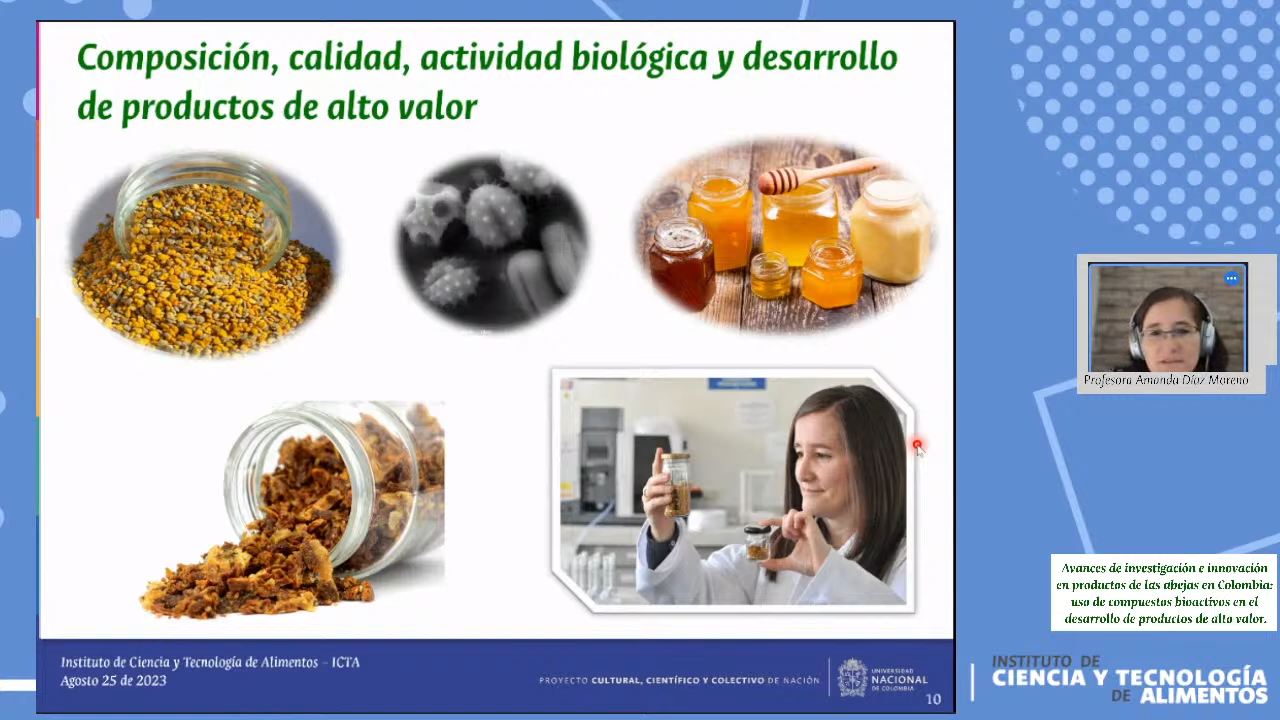 Composición, calidad, actividad biológica y desarrollo
de productos de alto valor
Profesora Amanda Díaz Moreno
Avances de investigación e innovación
en productos de las abejas en Colombia:
uso de compuestos bioactivos en el
desarrollo de productos de alto valor.
Instituto de Ciencia y Tecnología de Alimentos – ICTA
Agosto 25 de 2023
PROYECTO CULTURAL, CIENTÍFICO Y COLECTIVO DE NACIÓN
UNIVERSIDAD
NACIONAL
DE COLOMBIA
10
INSTITUTO DE
CIENCIA Y TECNOLOGÍA
DE ALIMENTOS